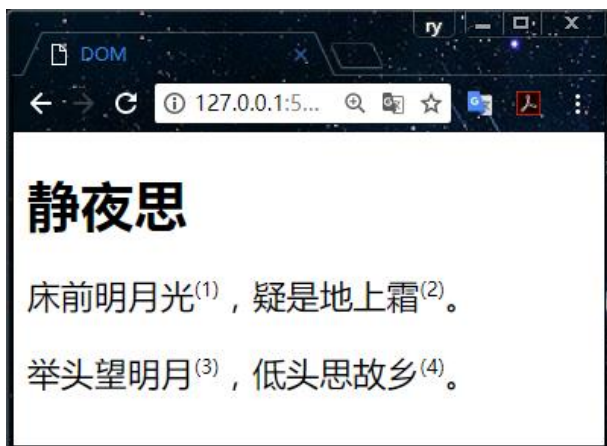 ry
DOM
127.0.0.1:5...
静夜思
床前明月光(1)，疑是地上霜(2)。
举头望明月(3)，低头思故乡(4)。